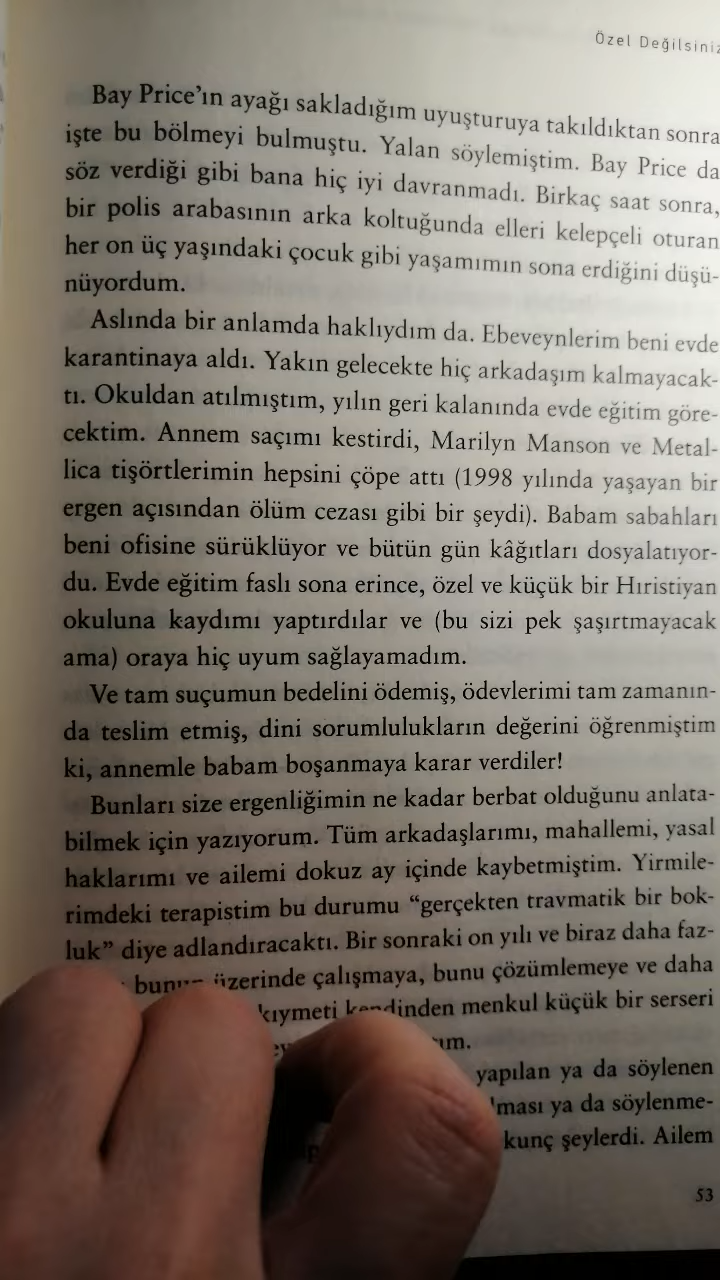 Özel Değilsiniz
Bay Price’ın ayağı sakladığım uyuşturuya takıldıktan sonra
işte bu bölmeyi bulmuştu. Yalan söylemiştim. Bay Price da
söz verdiği gibi bana hiç iyi davranmadı. Birkaç saat sonra,
bir polis arabasının arka koltuğunda elleri kelepçeli oturan
her on üç yaşındaki çocuk gibi yaşamımın sona erdiğini düşü-
nüyordum.
Aslında bir anlamda haklıydım da. Ebeveynlerim beni evde
karantinaya aldı. Yakın gelecekte hiç arkadaşım kalmayacak-
tı. Okuldan atılmıştım, yılın geri kalanında evde eğitim göre-
cektim. Annem saçımı kestirdi, Marilyn Manson ve Metal-
lica tişörtlerimin hepsini çöpe attı (1998 yılında yaşayan bir
ergen açısından ölüm cezası gibi bir şeydi). Babam sabahları
beni ofisine sürüklüyor ve bütün gün kâğıtları dosyalatıyor-
du. Evde eğitim faslı sona erince, özel ve küçük bir Hıristiyan
okuluna kaydımı yaptırdılar ve (bu sizi pek şaşırtmayacak
ama) oraya hiç uyum sağlayamadım.
Ve tam suçumun bedelini ödemiş, ödevlerimi tam zamanın-
da teslim etmiş, dini sorumlulukların değerini öğrenmiştim
ki, annemle babam boşanmaya karar verdiler!
Bunları size ergenliğimin ne kadar berbat olduğunu anlata-
bilmek için yazıyorum. Tüm arkadaşlarımı, mahallemi, yasal
haklarımı ve ailemi dokuz ay içinde kaybetmiştim. Yirmile-
rimdeki terapistim bu durumu “gerçekten travmatik bir bok-
luk” diye adlandıracaktı. Bir sonraki on yılı ve biraz daha faz-
bunun üzerinde çalışmaya, bunu çözümlemeye ve daha
kıymeti kendinden menkul küçük bir serseri
yapılan ya da söylenen
ması ya da söylenme-
kunç şeylerdi. Ailem
53